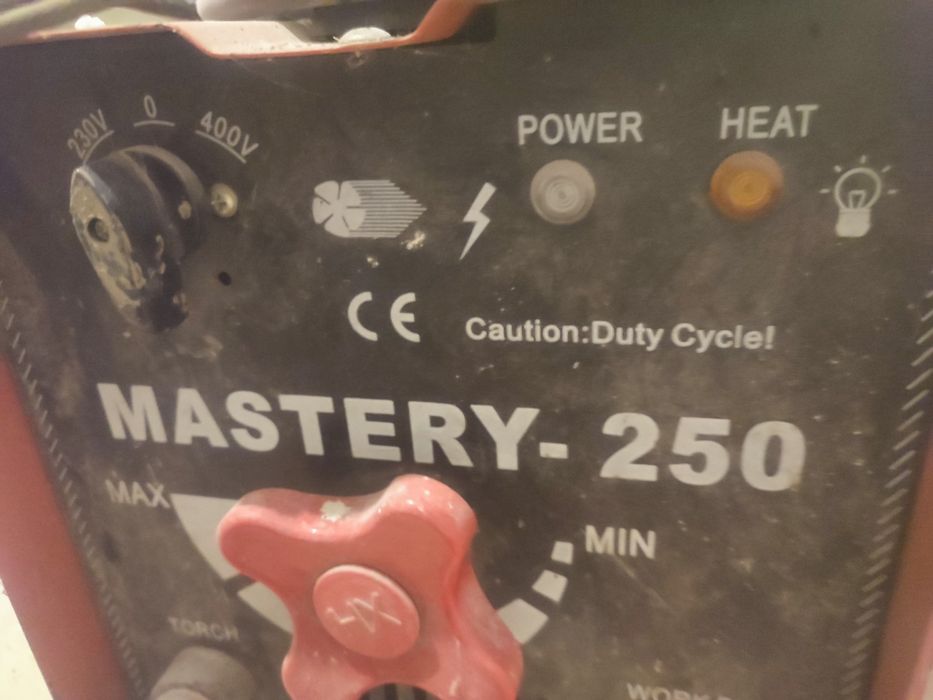 230V 0 400V
POWER HEAT
CE Caution:Duty Cycle!
MASTERY- 250
MAX
MIN
TORCH